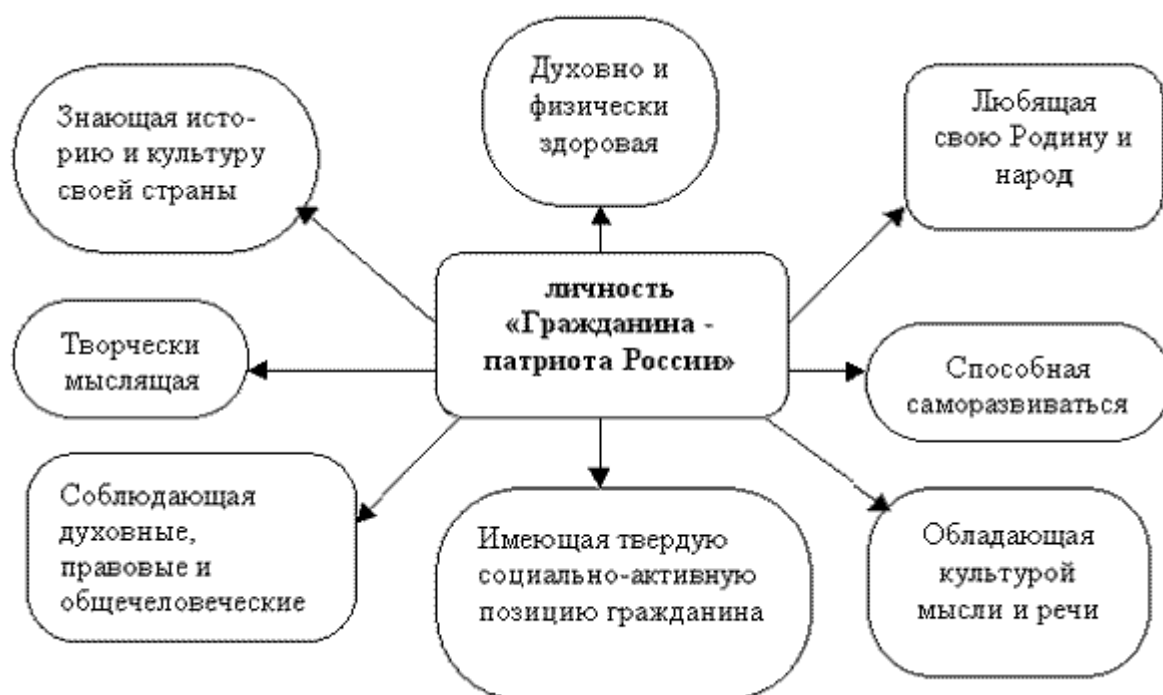 Духовно и
физически
здоровая
Знающая исто-
рию и культуру
своей страны
Любящая
свою Родину и
народ
личность
«Гражданина -
патриота России»
Творчески
мыслящая
Способная
саморазвиваться
Соблюдающая
духовные,
правовые и
общечеловеческие
Имеющая твердую
социально-активную
позицию гражданина
Обладающая
культурой
мысли и речи